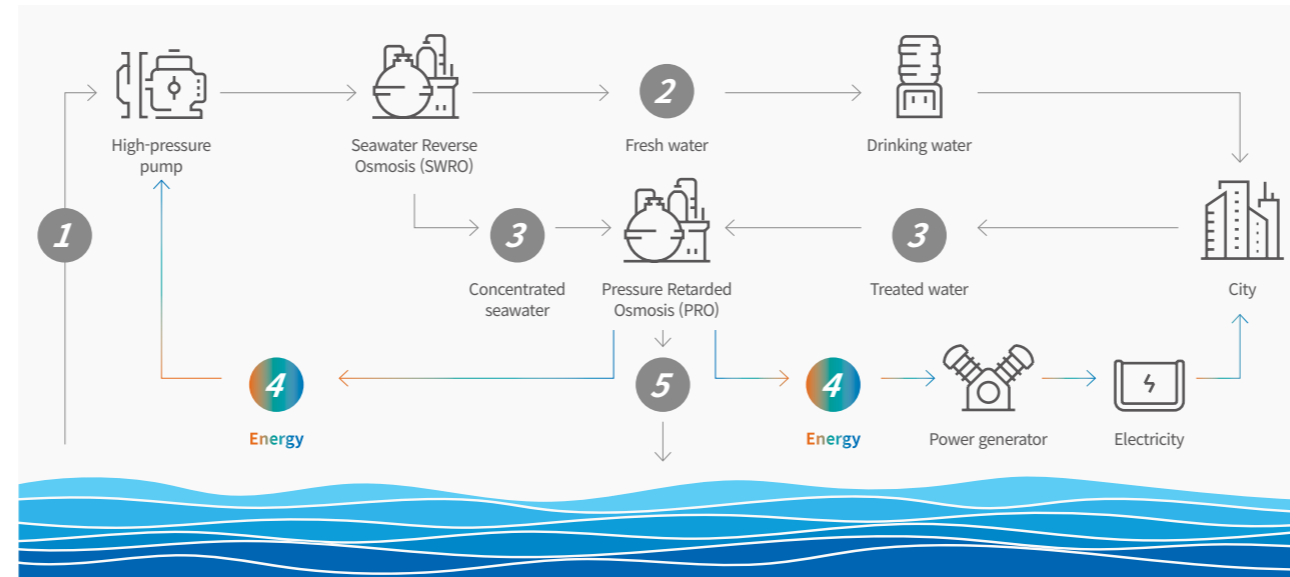 2
High-pressure
pump
Seawater Reverse
Osmosis (SWRO)
Fresh water
Drinking water
1
3
3
Concentrated
seawater
Pressure Retarded
Osmosis (PRO)
Treated water
City
4
5
4
Energy
Energy
Power generator
Electricity